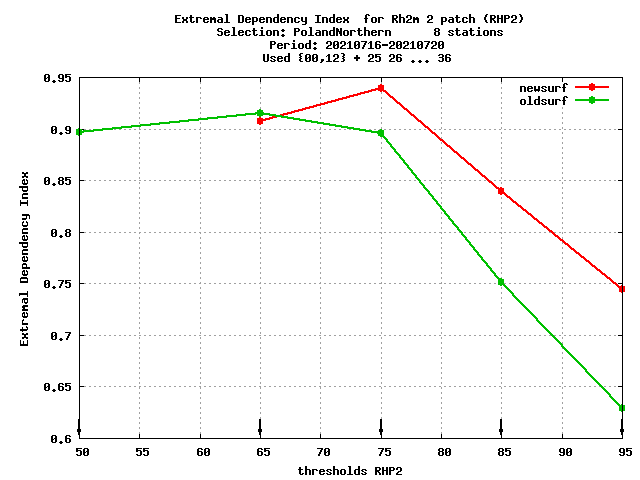 Extremal Dependency Index for Rh2m 2 patch (RHP2)
Selection: PolandNorthern 8 stations
Period: 20210716-20210720
Used {00,12} + 25 26 ... 36
newsurf
oldsurf
0.95
0.9
0.85
0.8
0.75
0.7
0.65
0.6
Extremal Dependency Index
50 55 60 65 70 75 80 85 90 95
thresholds RHP2